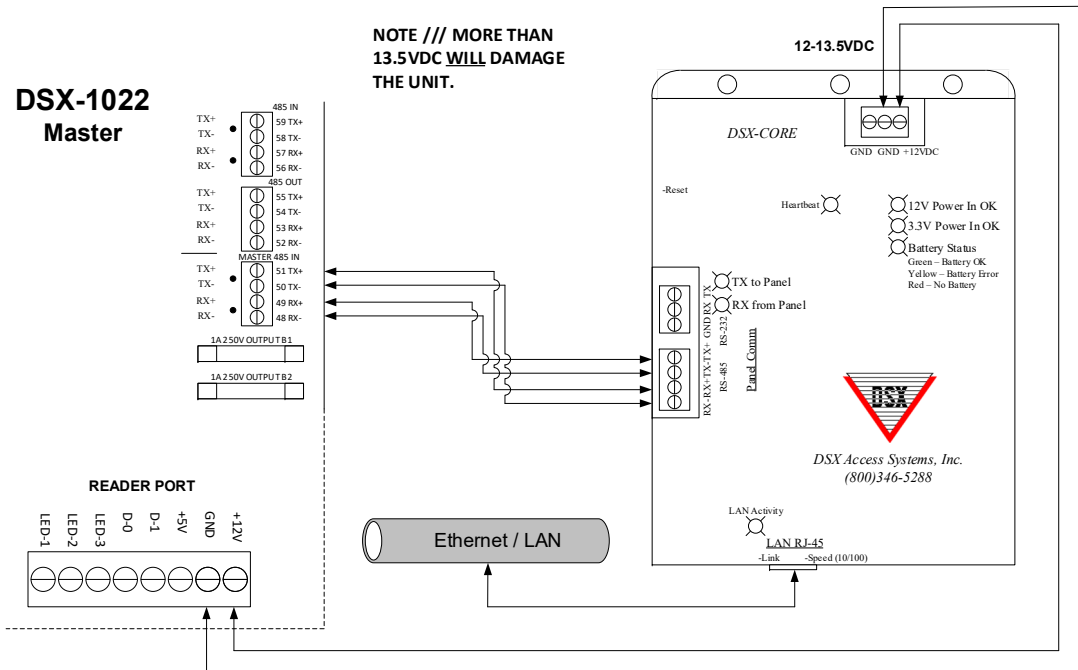 NOTE /// MORE THAN
13.5VDC WILL DAMAGE
THE UNIT.
12-13.5VDC
DSX-1022
Master
485 IN
TX+ 59 TX+
TX- 58 TX-
RX+ 57 RX+
RX- 56 RX-
485 OUT
TX+ 55 TX+
TX- 54 TX-
RX+ 53 RX+
RX- 52 RX-
MASTER 485 IN
TX+ 51 TX+
TX- 50 TX-
RX+ 49 RX+
RX- 48 RX-
1A 250V OUTPUT B1
1A 250V OUTPUT B2
READER PORT
LED-1
LED-2
LED-3
D-0
D-1
+5V
GND
+12V
Ethernet / LAN
DSX-CORE
GND GND +12VDC
-Reset
Heartbeat
12V Power In OK
3.3V Power In OK
Battery Status
Green – Battery OK
Yellow – Battery Error
Red – No Battery
TX to Panel
RX from Panel
GND RX TX
RS-232
RX-RX+TX-TX+
RS-485
Panel Comm
DSX
DSX Access Systems, Inc.
(800)346-5288
LAN Activity
LAN RJ-45
-Link -Speed (10/100)